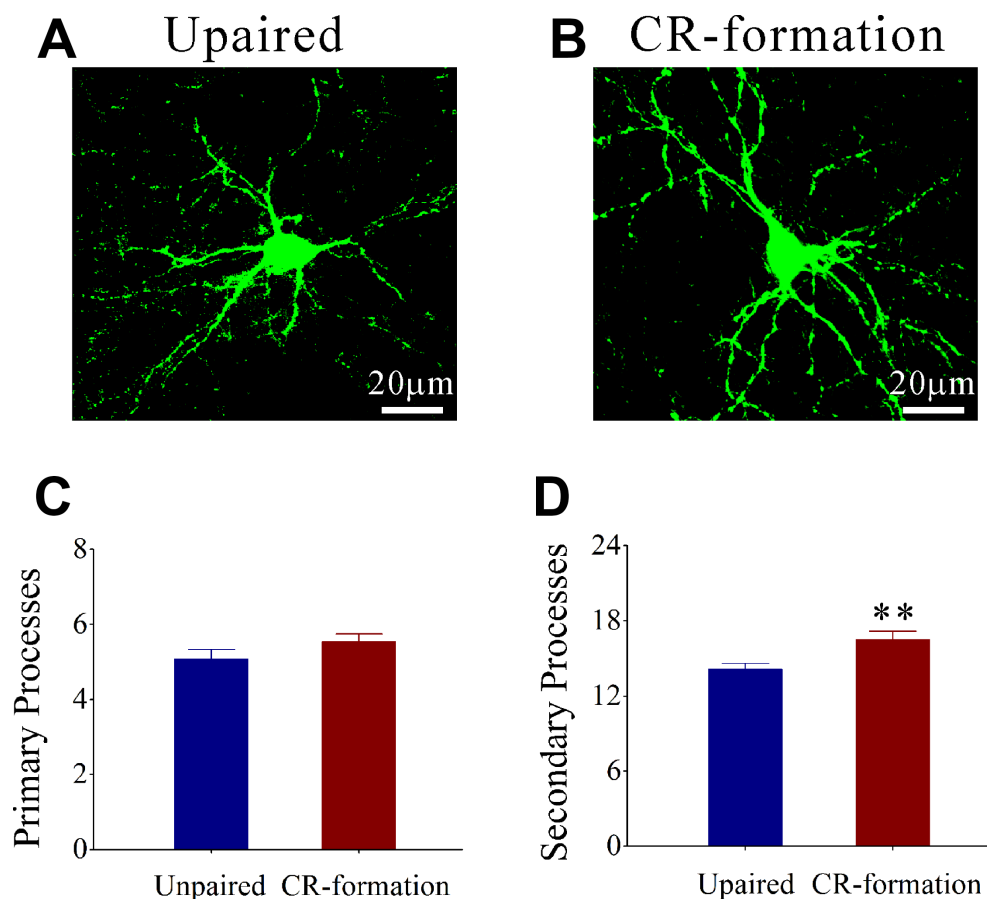 A Upaired
B CR-formation
20μm
20μm
C
Primary Processes
8
6
4
2
0
Unpaired CR-formation
D
Secondary Processes
24
18
12
6
0
**
Upaired CR-formation